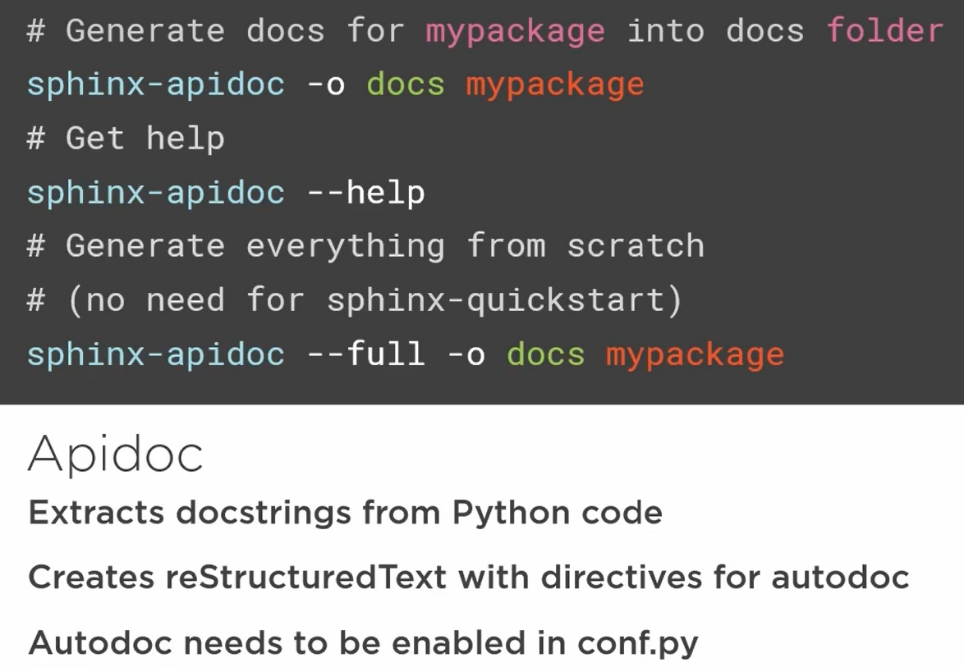 # Generate docs for mypackage into docs folder
sphinx-apidoc -o docs mypackage
# Get help
sphinx-apidoc --help
# Generate everything from scratch
# (no need for sphinx-quickstart)
sphinx-apidoc --full -o docs mypackage
Apidoc
Extracts docstrings from Python code
Creates reStructuredText with directives for autodoc
Autodoc needs to be enabled in conf.py